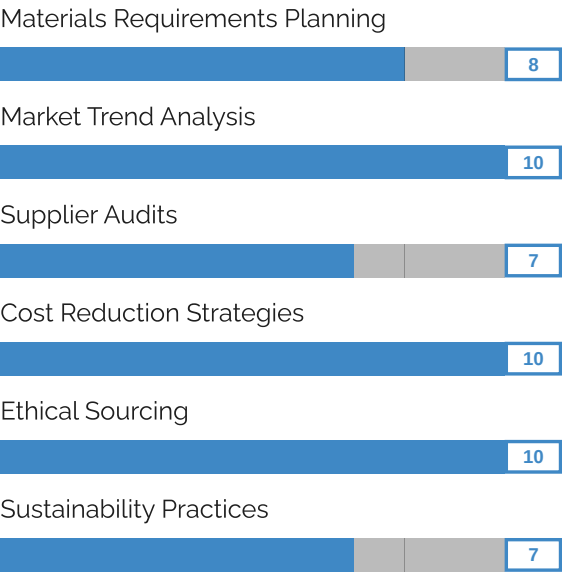 Materials Requirements Planning
8
Market Trend Analysis
10
Supplier Audits
7
Cost Reduction Strategies
10
Ethical Sourcing
10
Sustainability Practices
7